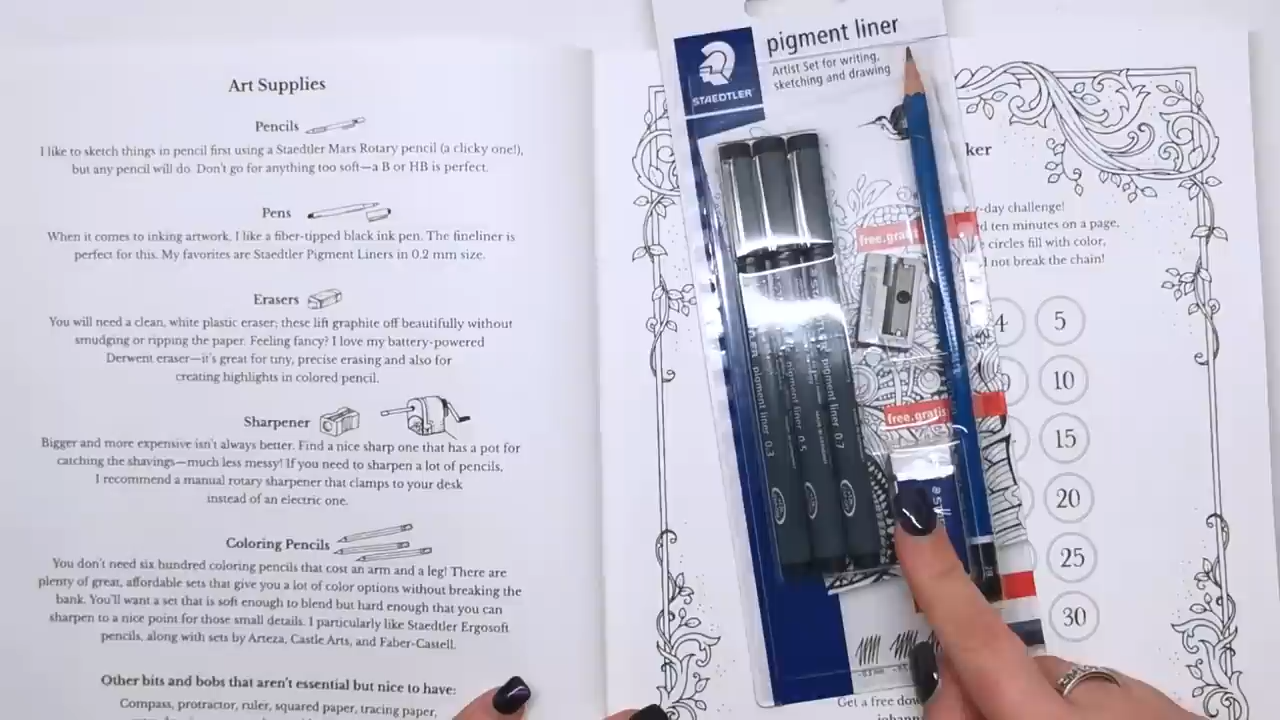 Art Supplies
Pencils
I like to sketch things in pencil first using a Staedtler Mars Rotary pencil (a clicky one!),
but any pencil will do. Don't go for anything too soft—a B or HB is perfect.
Pens
When it comes to inking artwork, I like a fiber-tipped black ink pen. The fineliner is
perfect for this. My favorites are Staedtler Pigment Liners in 0.2 mm size.
Erasers
You will need a clean, white plastic eraser; these lift graphite off beautifully without
smudging or ripping the paper. Feeling fancy? I love my battery-powered
Derwent eraser—it's great for tiny, precise erasing and also for
creating highlights in colored pencil.
Sharpener
Bigger and more expensive isn't always better. Find a nice sharp one that has a pot for
catching the shavings—much less messy! If you need to sharpen a lot of pencils,
I recommend a manual rotary sharpener that clamps to your desk
instead of an electric one.
Coloring Pencils
You don't need six hundred coloring pencils that cost an arm and a leg! There are
plenty of great, affordable sets that give you a lot of color options without breaking the
bank. You'll want a set that is soft enough to blend but hard enough that you can
sharpen to a nice point for those small details. I particularly like Staedtler Ergosoft
pencils, along with sets by Arteza, Castle Arts, and Faber-Castell.
Other bits and bobs that aren't essential but nice to have:
Compass, protractor, ruler, squared paper, tracing paper,
STAEDTLER
pigment liner
Artist Set for writing,
sketching and drawing
free.grati
free.gratis
pigment liner 0.3
pigment liner 0.5
pigment liner 0.7
ker
-day challenge!
d ten minutes on a page,
circles fill with color,
not break the chain!
4 5
10
15
20
25
30
Get a free dow